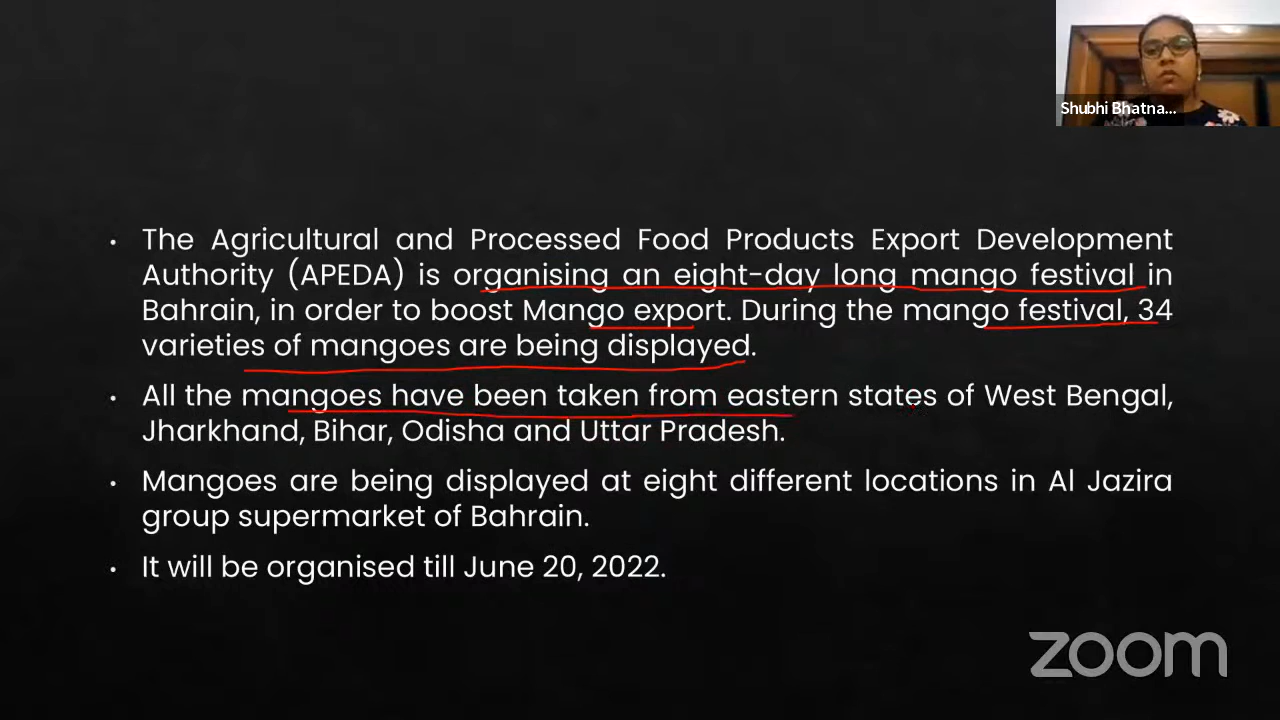 Shubhi Bhatna...
• The Agricultural and Processed Food Products Export Development
Authority (APEDA) is organising an eight-day long mango festival in
Bahrain, in order to boost Mango export. During the mango festival, 34
varieties of mangoes are being displayed.
• All the mangoes have been taken from eastern states of West Bengal,
Jharkhand, Bihar, Odisha and Uttar Pradesh.
• Mangoes are being displayed at eight different locations in Al Jazira
group supermarket of Bahrain.
• It will be organised till June 20, 2022.
zoom